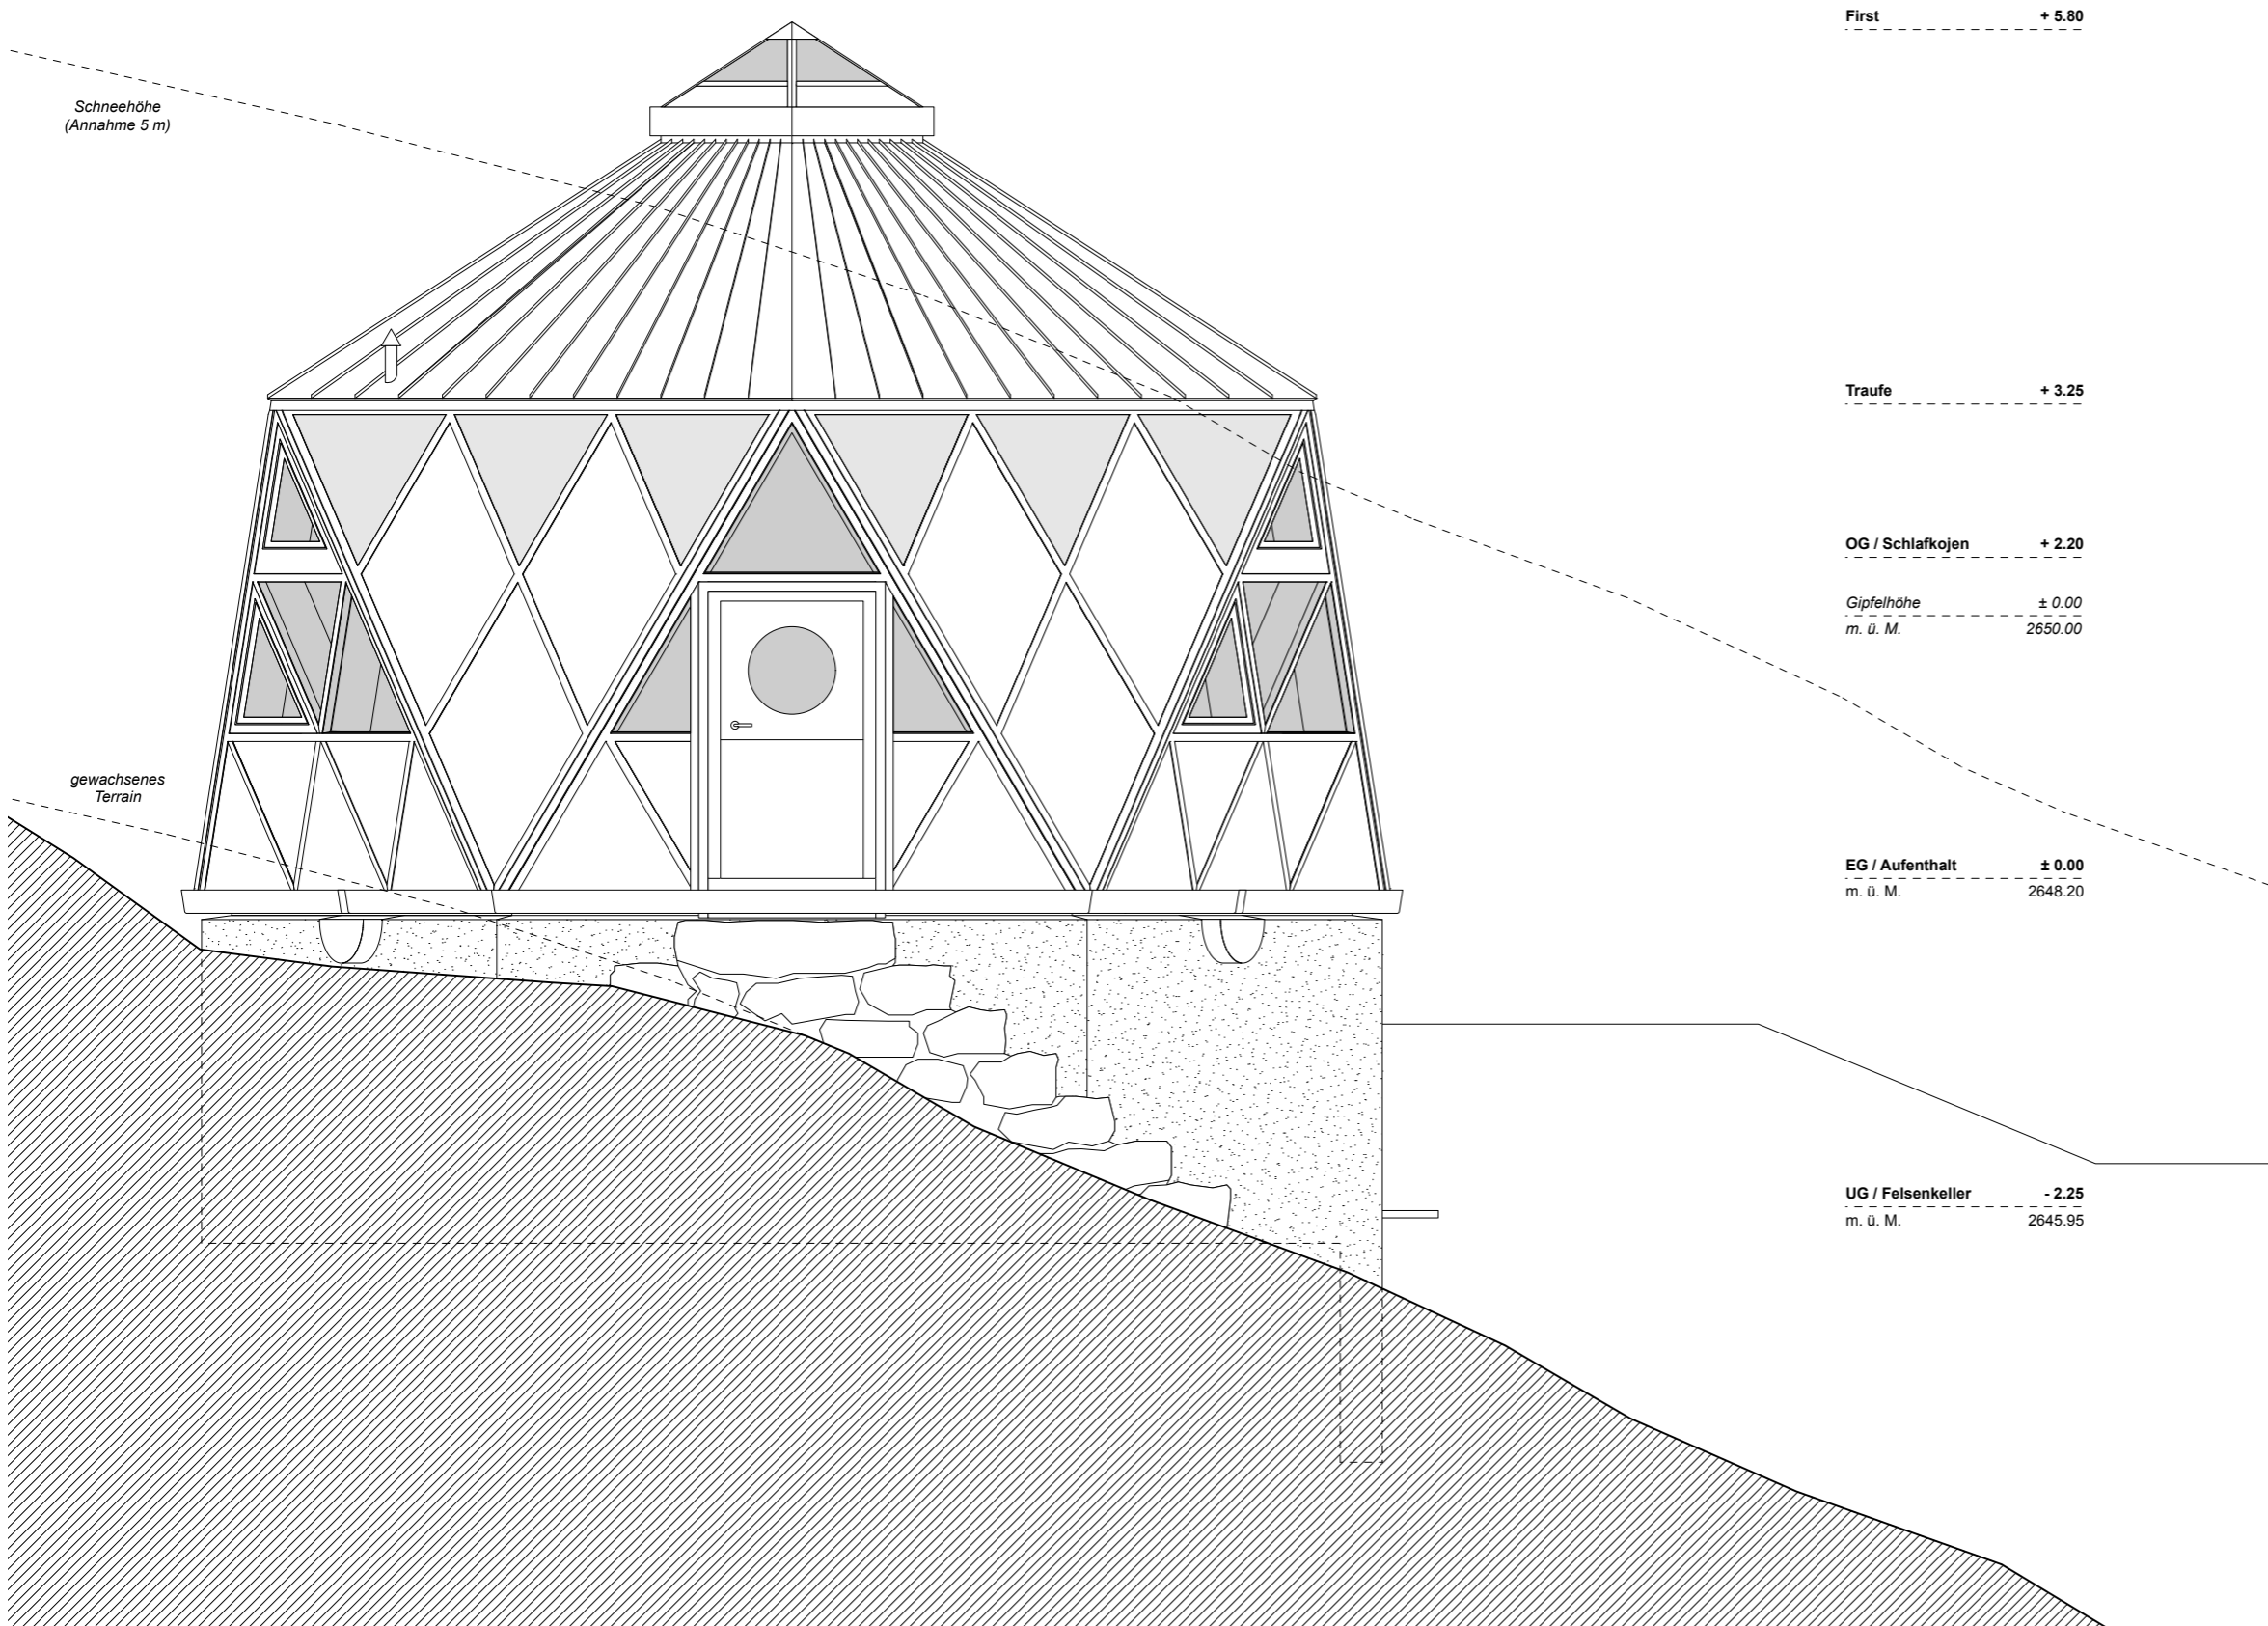 First + 5.80
Schneehöhe
(Annahme 5 m)
Traufe + 3.25
OG / Schlafkojen + 2.20
Gipfelhöhe ± 0.00
m. ü. M. 2650.00
gewachsenes
Terrain
EG / Aufenthalt ± 0.00
m. ü. M. 2648.20
UG / Felsenkeller - 2.25
m. ü. M. 2645.95